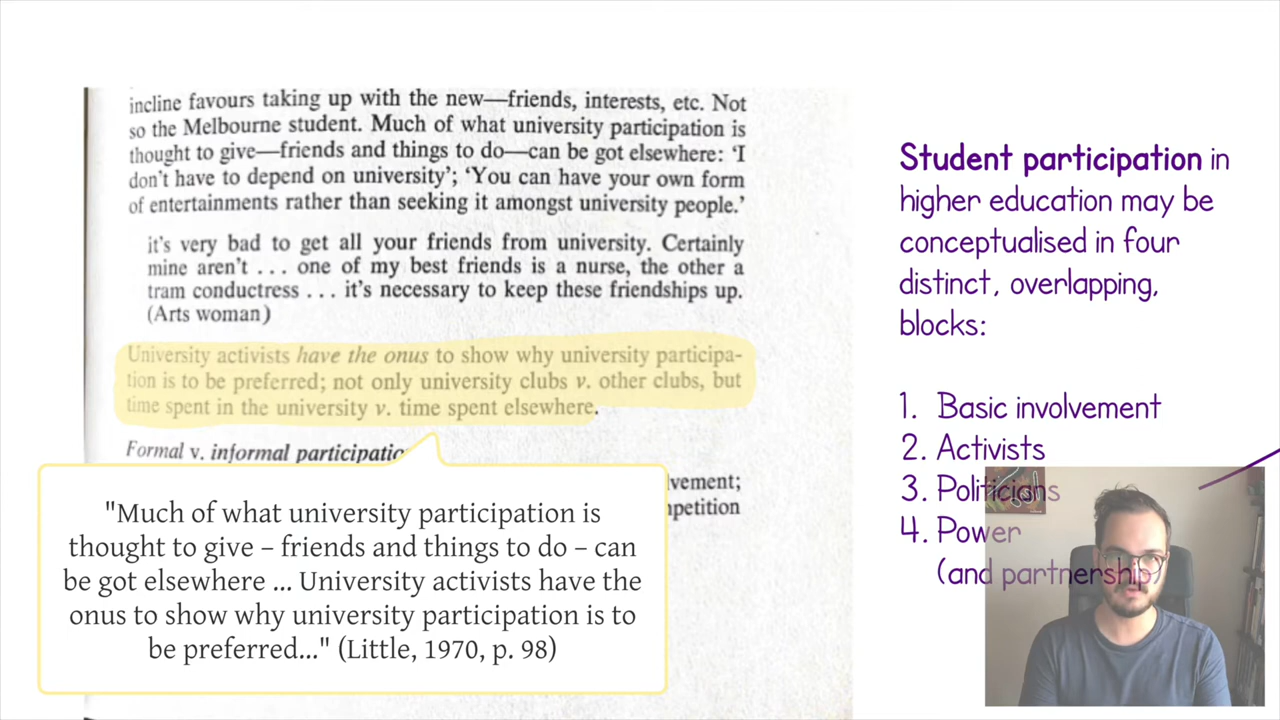 incline favours taking up with the new—friends, interests, etc. Not
so the Melbourne student. Much of what university participation is
thought to give—friends and things to do—can be got elsewhere: ‘I
don’t have to depend on university’; ‘You can have your own form
of entertainments rather than seeking it amongst university people.’
it’s very bad to get all your friends from university. Certainly
mine aren’t . . . one of my best friends is a nurse, the other a
tram conductress . . . it’s necessary to keep these friendships up.
(Arts woman)
University activists have the onus to show why university participa-
tion is to be preferred; not only university clubs v. other clubs, but
time spent in the university v. time spent elsewhere.
Formal v. informal
"Much of what university participation is
thought to give – friends and things to do – can
be got elsewhere ... University activists have the
onus to show why university participation is to
be preferred..." (Little, 1970, p. 98)
Student participation in
higher education may be
conceptualised in four
distinct, overlapping,
blocks:
1. Basic involvement
2. Activists
3. Politicians
4. Power
(and partnership)